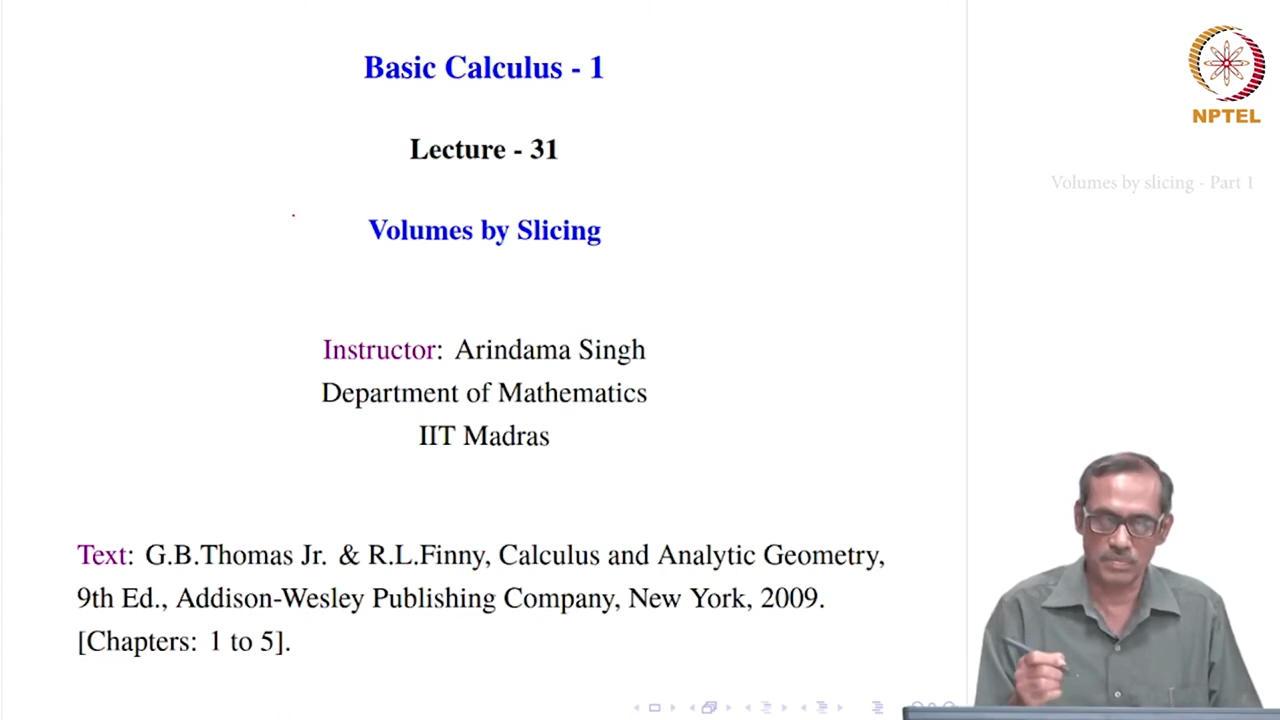 Basic Calculus - 1
Lecture - 31
Volumes by Slicing
Instructor: Arindama Singh
Department of Mathematics
IIT Madras
Text: G.B.Thomas Jr. & R.L.Finny, Calculus and Analytic Geometry,
9th Ed., Addison-Wesley Publishing Company, New York, 2009.
[Chapters: 1 to 5].
NPTEL
Volumes by slicing - Part 1